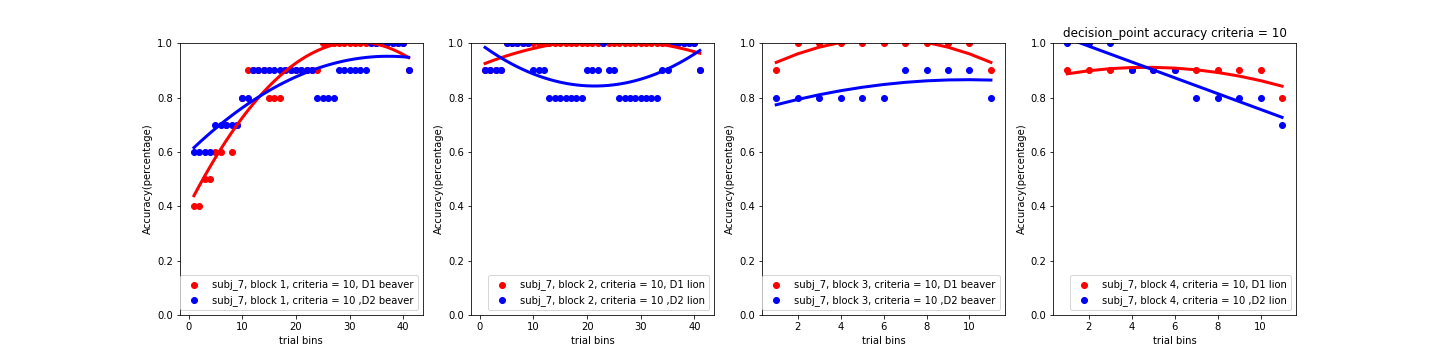 decision_point accuracy criteria = 10
1.0
0.8
0.6
0.4
0.2
0.0
Accuracy(percentage)
subj_7, block 1, criteria = 10, D1 beaver
subj_7, block 1, criteria = 10 ,D2 beaver
0 10 20 30 40
trial bins
1.0
0.8
0.6
0.4
0.2
0.0
Accuracy(percentage)
subj_7, block 2, criteria = 10, D1 lion
subj_7, block 2, criteria = 10 ,D2 lion
0 10 20 30 40
trial bins
1.0
0.8
0.6
0.4
0.2
0.0
Accuracy(percentage)
subj_7, block 3, criteria = 10, D1 beaver
subj_7, block 3, criteria = 10 ,D2 beaver
2 4 6 8 10
trial bins
1.0
0.8
0.6
0.4
0.2
0.0
Accuracy(percentage)
subj_7, block 4, criteria = 10, D1 lion
subj_7, block 4, criteria = 10 ,D2 lion
2 4 6 8 10
trial bins